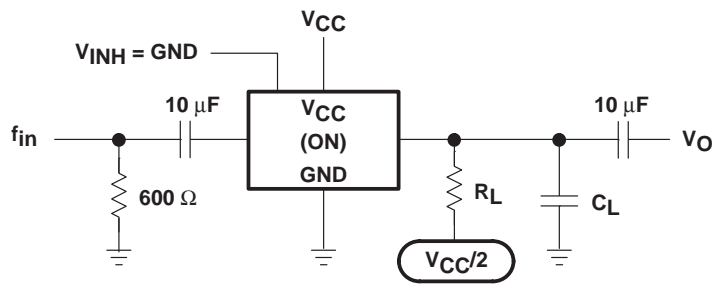 VCC
VINH = GND
10 μF
VCC
10 μF
fin
(ON)
VO
GND
600 Ω
RL
CL
VCC/2